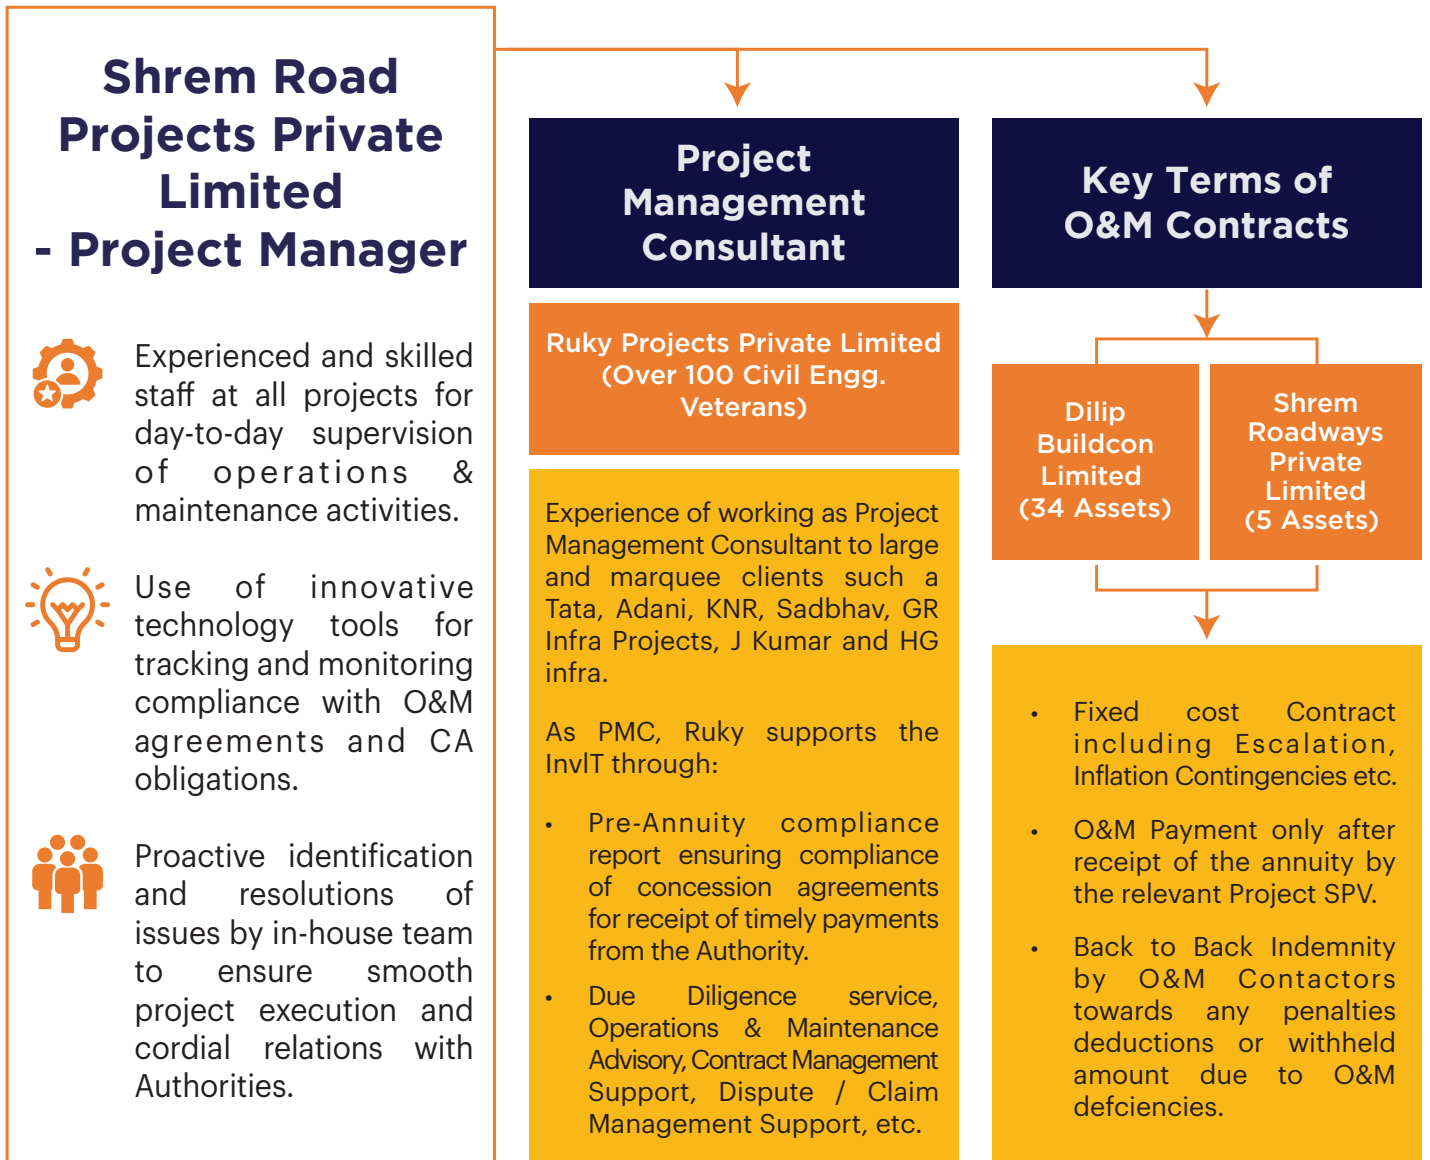 Shrem Road
Projects Private
Limited
- Project Manager
Experienced and skilled
staff at all projects for
day-to-day supervision
of operations &
maintenance activities.
Use of innovative
technology tools for
tracking and monitoring
compliance with O&M
agreements and CA
obligations.
Proactive identification
and resolutions of
issues by in-house team
to ensure smooth
project execution and
cordial relations with
Authorities.
Project
Management
Consultant
Ruky Projects Private Limited
(Over 100 Civil Engg.
Veterans)
Experience of working as Project
Management Consultant to large
and marquee clients such a
Tata, Adani, KNR, Sadbhav, GR
Infra Projects, J Kumar and HG
infra.
As PMC, Ruky supports the
InvIT through:
• Pre-Annuity compliance
report ensuring compliance
of concession agreements
for receipt of timely payments
from the Authority.
• Due Diligence service,
Operations & Maintenance
Advisory, Contract Management
Support, Dispute / Claim
Management Support, etc.
Key Terms of
O&M Contracts
Dilip
Buildcon
Limited
(34 Assets)
Shrem
Roadways
Private
Limited
(5 Assets)
• Fixed cost Contract
including Escalation,
Inflation Contingencies etc.
• O&M Payment only after
receipt of the annuity by
the relevant Project SPV.
• Back to Back Indemnity
by O&M Contactors
towards any penalties
deductions or withheld
amount due to O&M
defciencies.